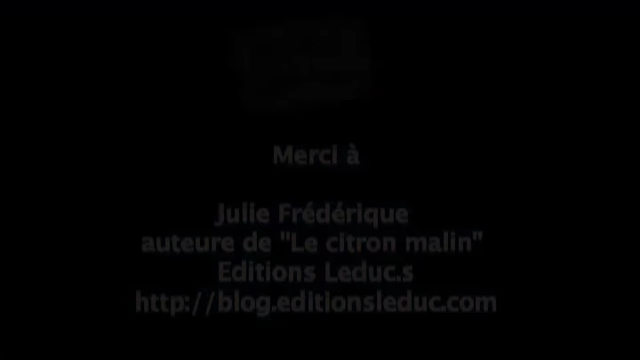 Merci à
Julie Frédérique
auteure de "Le citron malin"
Editions Leduc.s
http://blog.editionsleduc.com